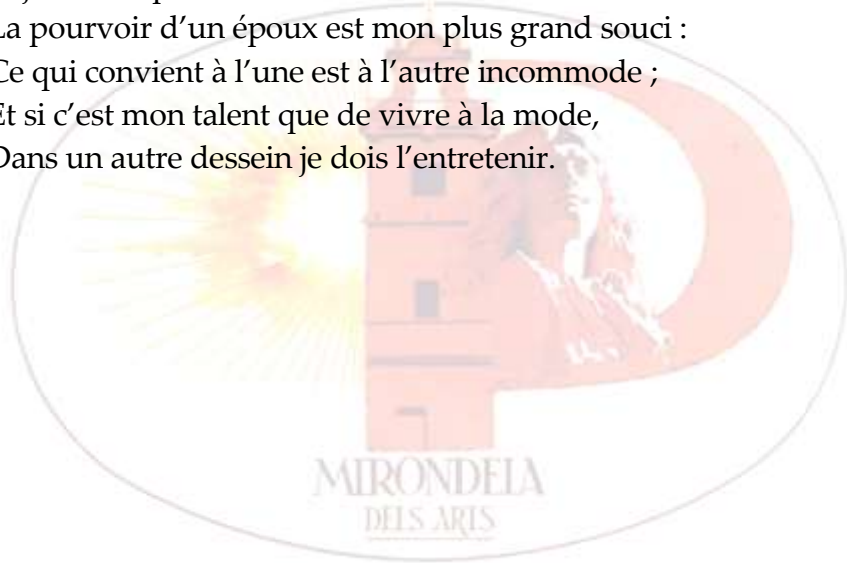 La pourvoir d’un époux est mon plus grand souci :
Ce qui convient à l’une est à l’autre incommode ;
Et si c’est mon talent que de vivre à la mode,
Dans un autre dessein je dois l’entretenir.
MIRONDELA
DELS ARTS